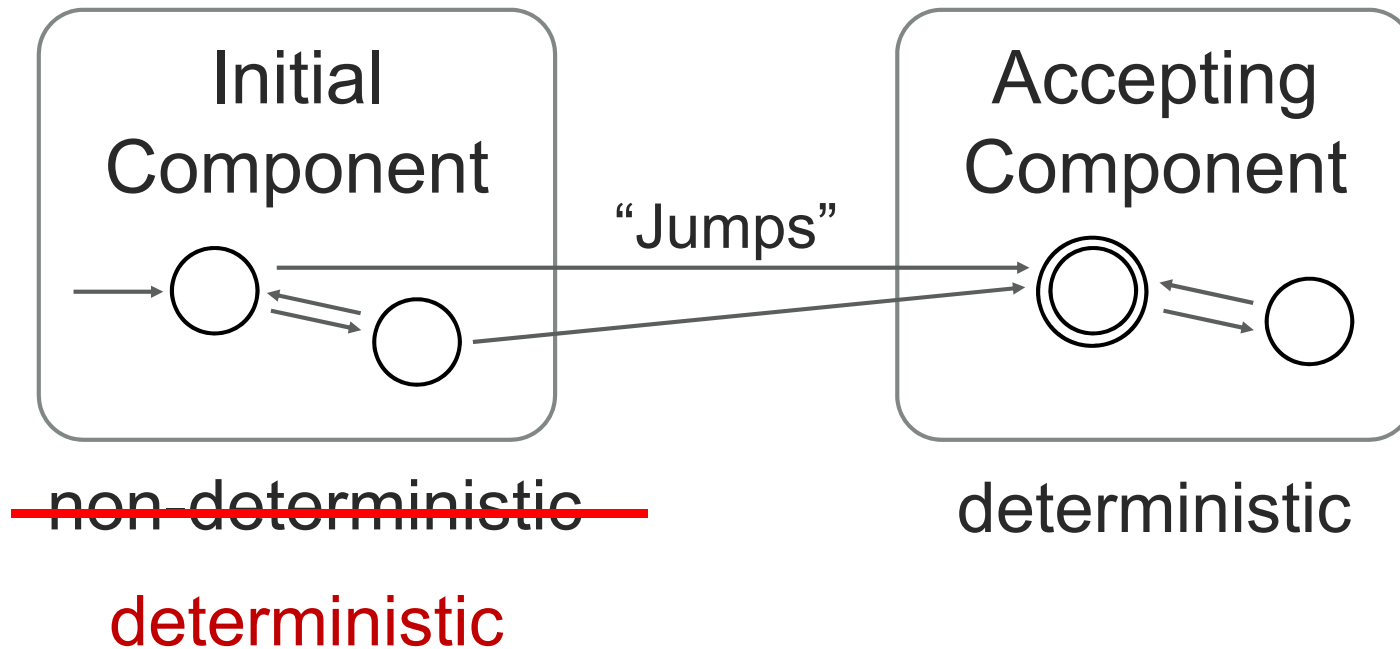 Initial
Component
Accepting
Component
“Jumps”
non-deterministic
deterministic
deterministic